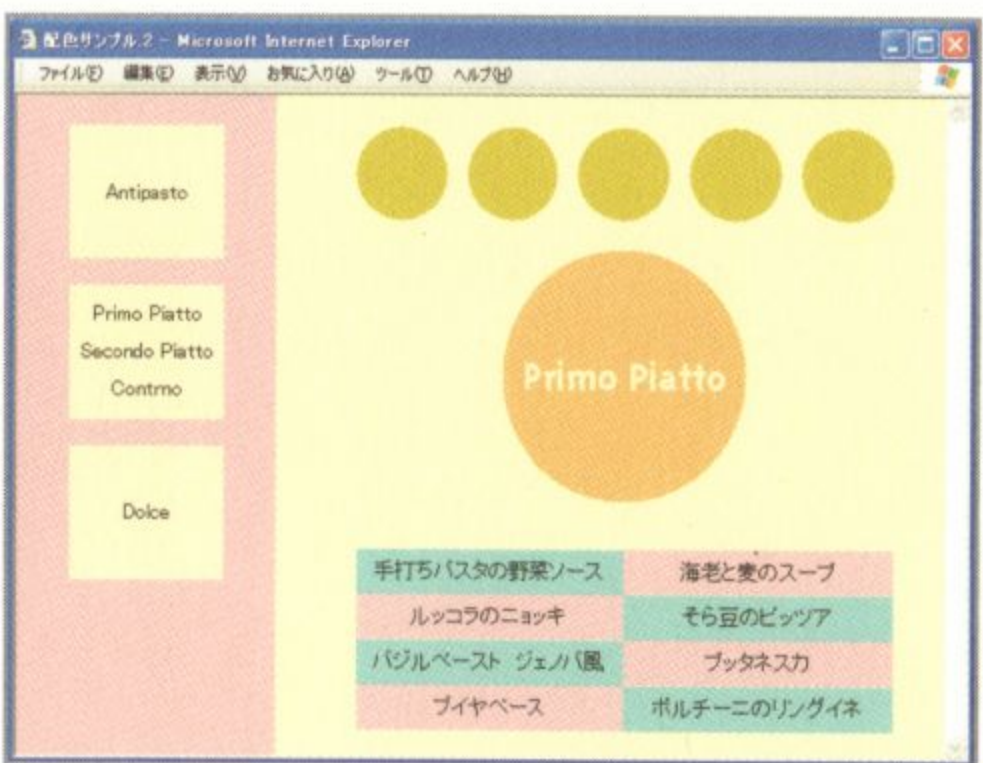 配色サンプル.2 - Microsoft Internet Explorer
ファイル(F) 編集(E) 表示(V) お気に入り(A) ツール(T) ヘルプ(H)
Antipasto
Primo Piatto
Secondo Piatto
Contrno
Dolce
Primo Piatto
手打ちパスタの野菜ソース 海老と麦のスープ
ルッコラのニョッキ そら豆のピッツア
バジルペースト ジェノバ風 プッタネスカ
ブイヤベース ポルチーニのリングイネ